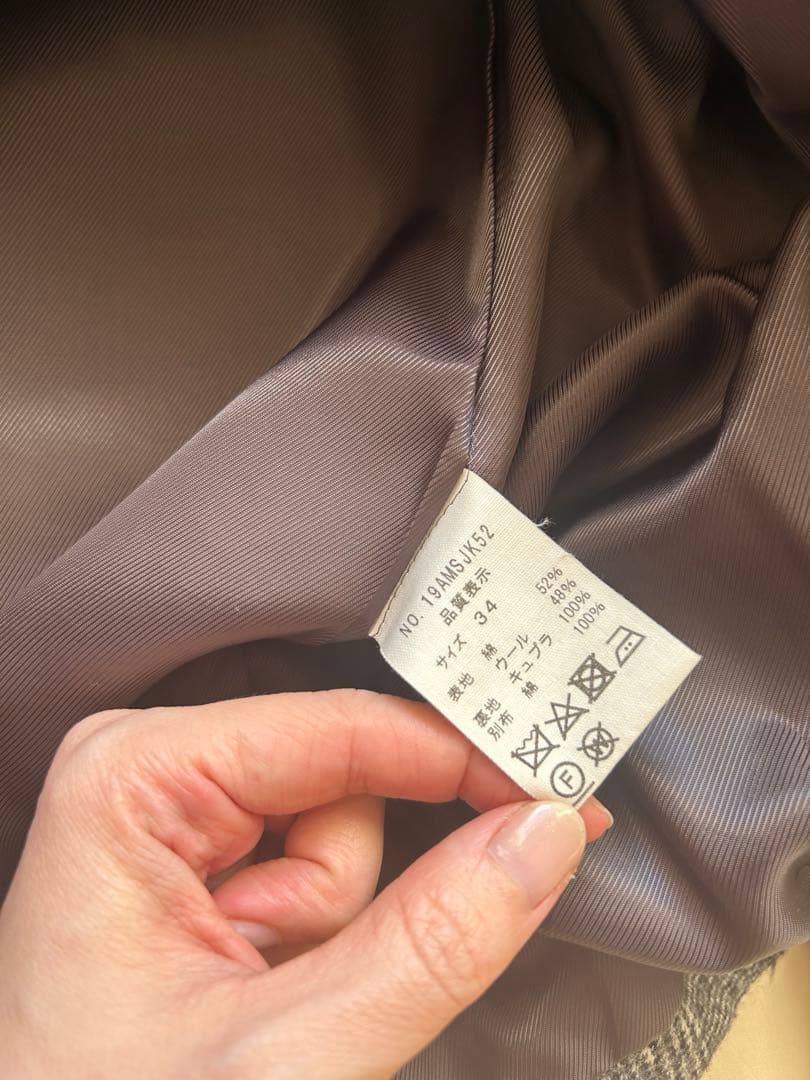 NO. 19AMSJK52
品質表示
サイズ 34
表地 綿 52%
ウール 48%
裏地 キュプラ 100%
別布 綿 100%
W
F